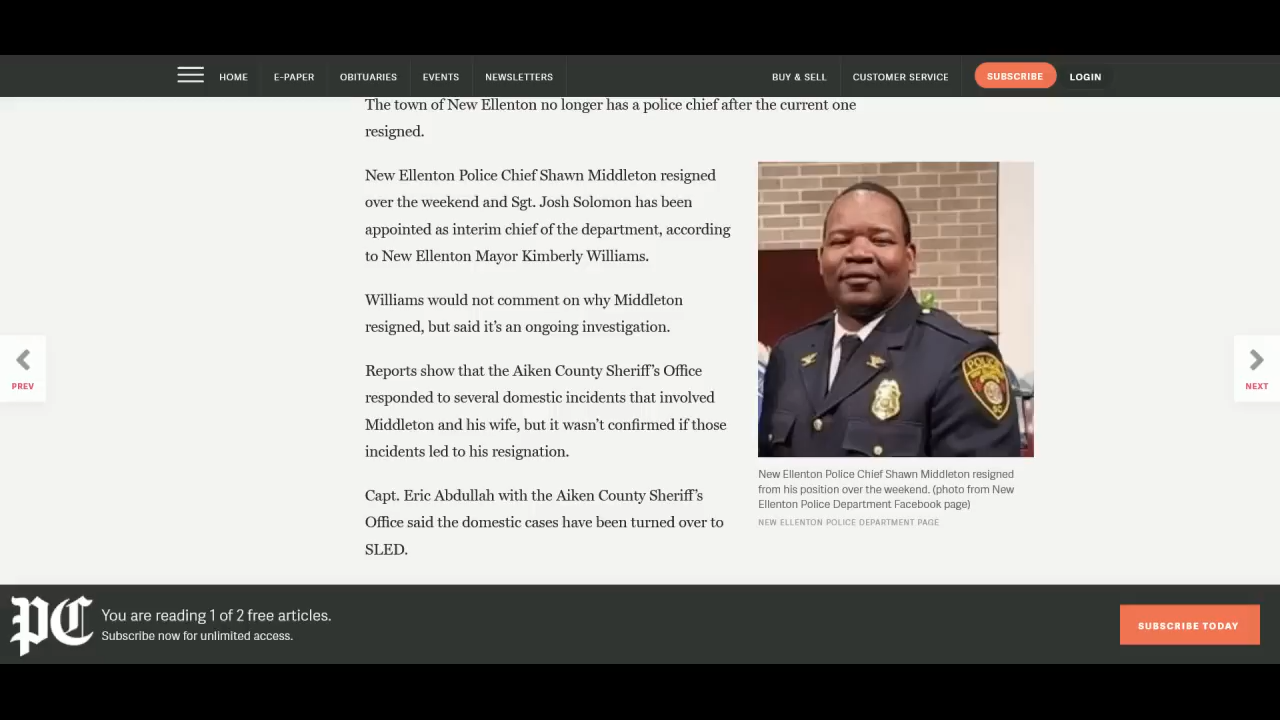 HOME
E-PAPER
OBITUARIES
EVENTS
NEWSLETTERS
BUY & SELL
CUSTOMER SERVICE
SUBSCRIBE
LOGIN
The town of New Ellenton no longer has a police chief after the current one
resigned.
New Ellenton Police Chief Shawn Middleton resigned
over the weekend and Sgt. Josh Solomon has been
appointed as interim chief of the department, according
to New Ellenton Mayor Kimberly Williams.
Williams would not comment on why Middleton
resigned, but said it's an ongoing investigation.
Reports show that the Aiken County Sheriff's Office
responded to several domestic incidents that involved
Middleton and his wife, but it wasn't confirmed if those
incidents led to his resignation.
Capt. Eric Abdullah with the Aiken County Sheriff's
Office said the domestic cases have been turned over to
SLED.
POLICE
SC
New Ellenton Police Chief Shawn Middleton resigned
from his position over the weekend. (photo from New
Ellenton Police Department Facebook page)
NEW ELLENTON POLICE DEPARTMENT PAGE
PREV
NEXT
PC
You are reading 1 of 2 free articles.
Subscribe now for unlimited access.
SUBSCRIBE TODAY